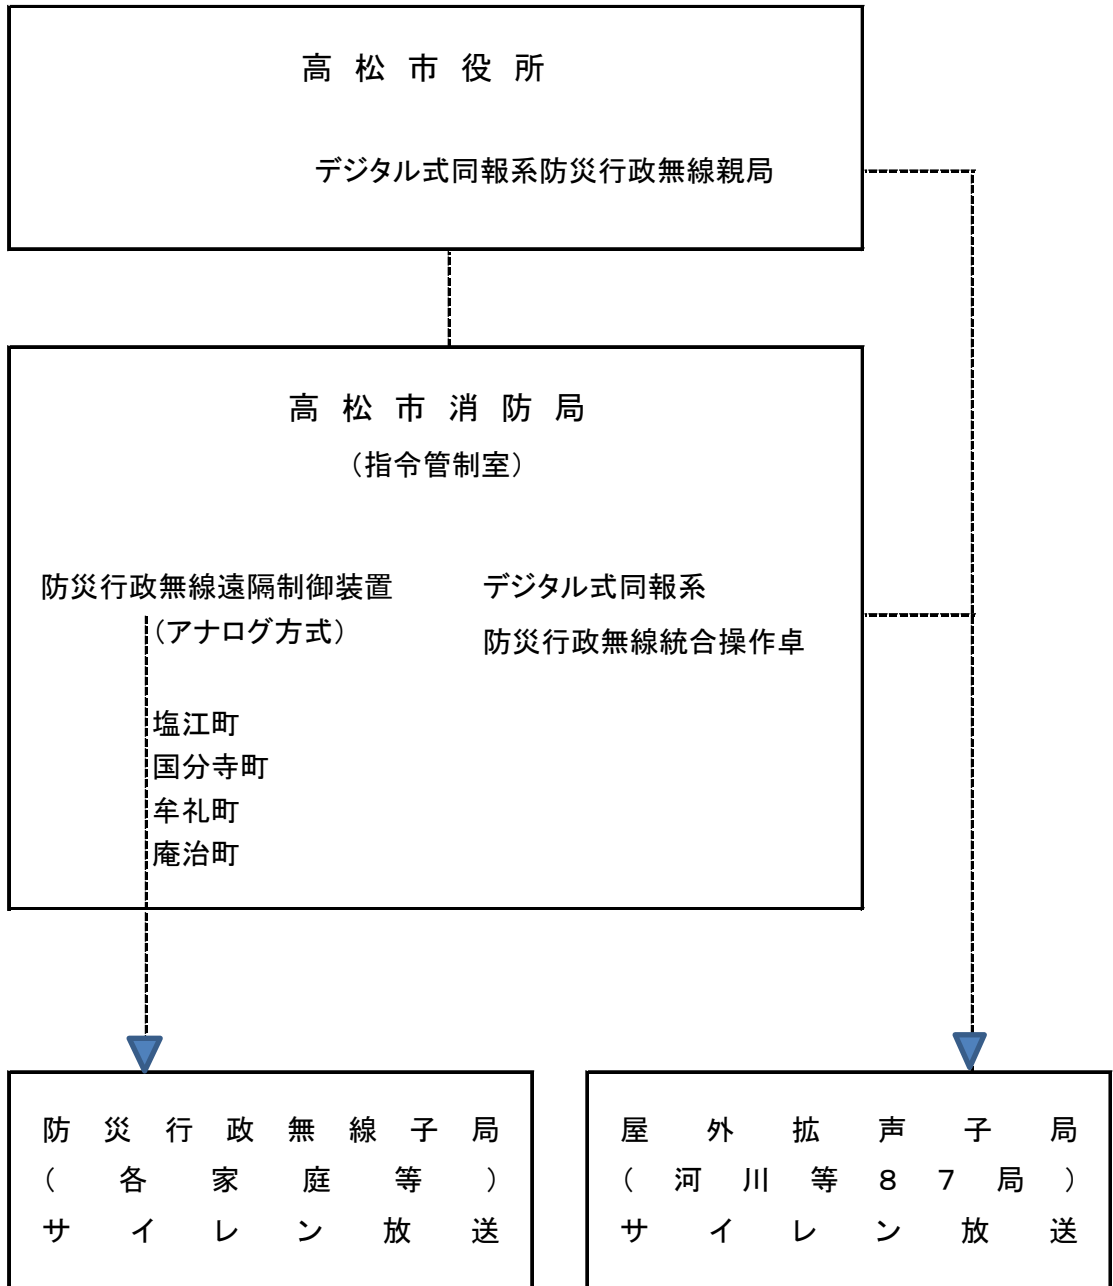 高松市役所
デジタル式同報系防災行政無線親局
高松市消防局
（指令管制室）
防災行政無線遠隔制御装置
（アナログ方式）
塩江町
国分寺町
牟礼町
庵治町
デジタル式同報系
防災行政無線統合操作卓
防災行政無線子局
（各家庭等）
サイレン放送
屋外拡声子局
（河川等８７局）
サイレン放送